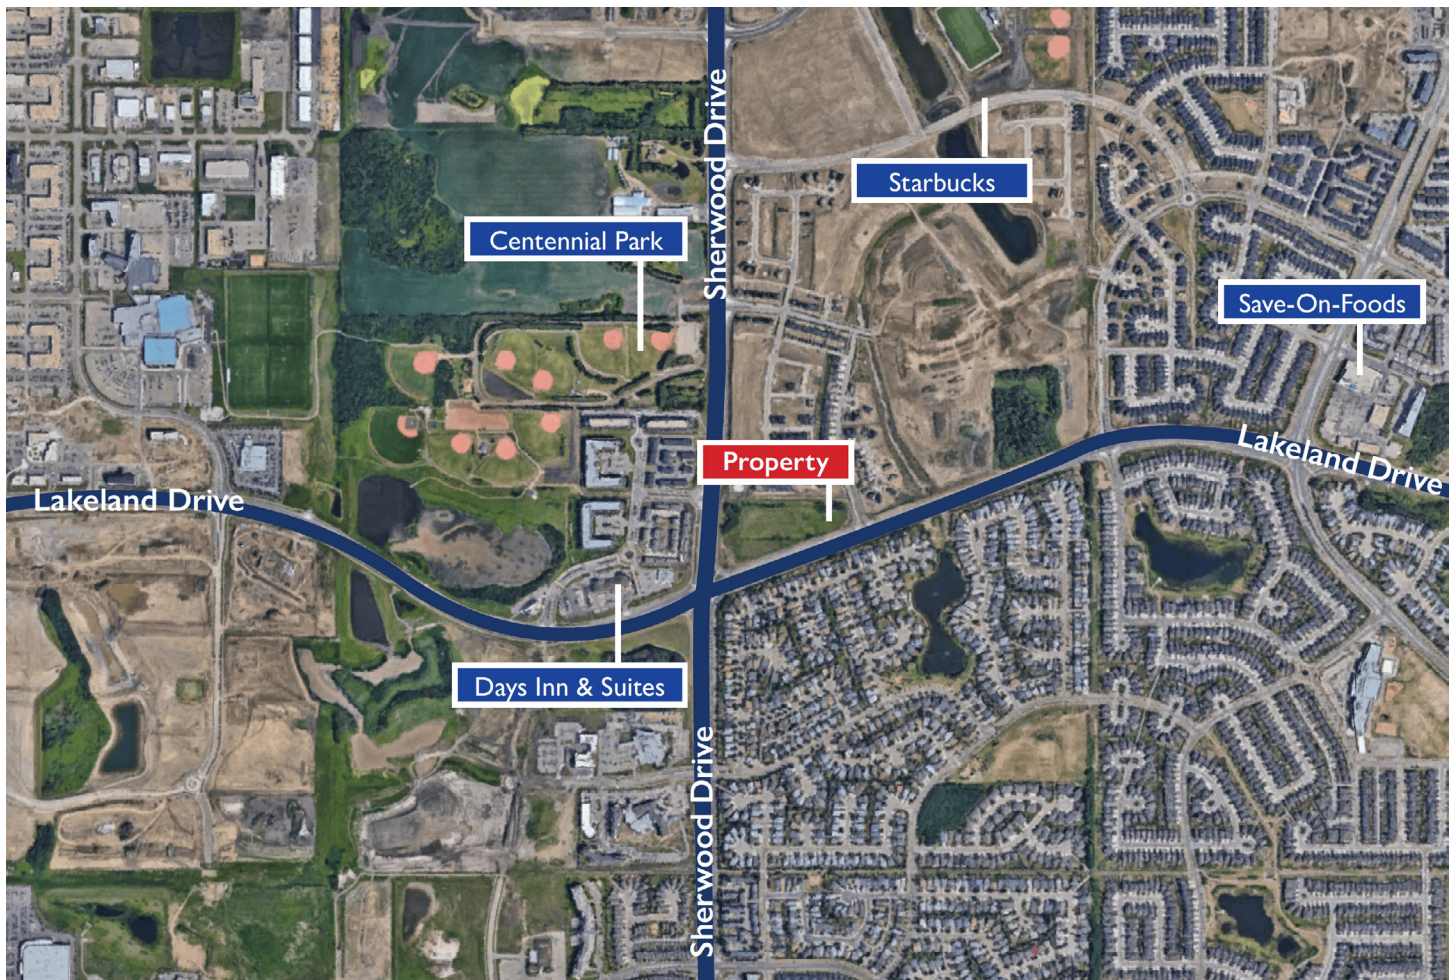 Sherwood Drive
Starbucks
Centennial Park
Save-On-Foods
Property
Lakeland Drive
Lakeland Drive
Days Inn & Suites
Sherwood Drive